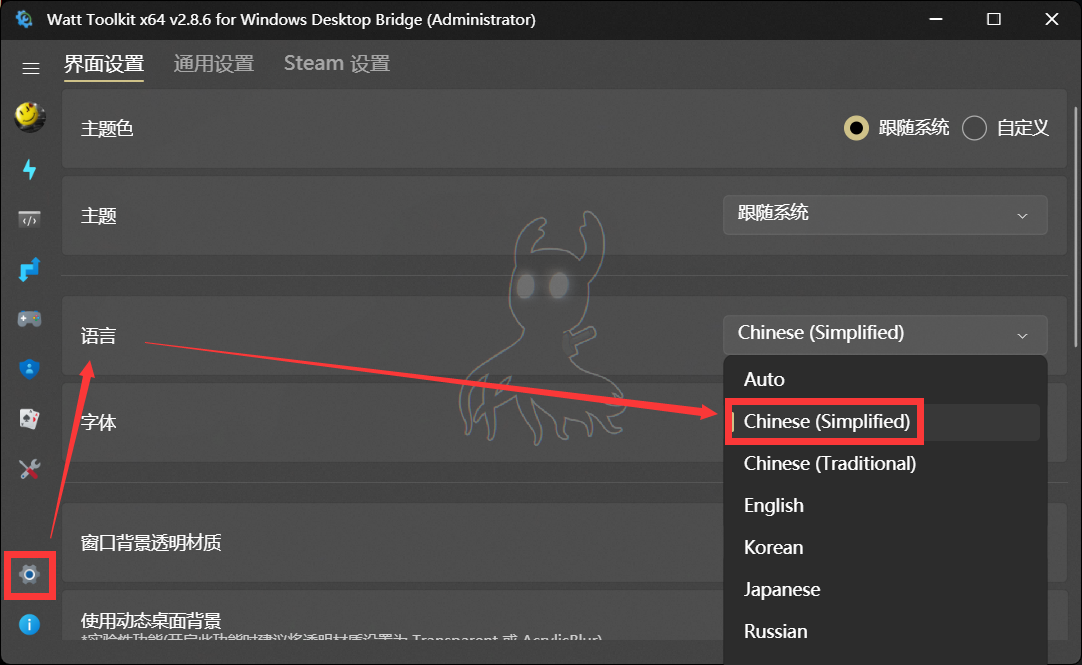 Watt Toolkit x64 v2.8.6 for Windows Desktop Bridge (Administrator)
界面设置 通用设置 Steam 设置
主题色 跟随系统 自定义
主题 跟随系统
语言 Chinese (Simplified)
Auto
Chinese (Simplified)
字体
Chinese (Traditional)
English
窗口背景透明材质
Korean
Japanese
使用动态桌面背景
Russian
*实验性功能(开启此功能时建议将透明材质设置为 Transparent 或 AcrylicBlur)